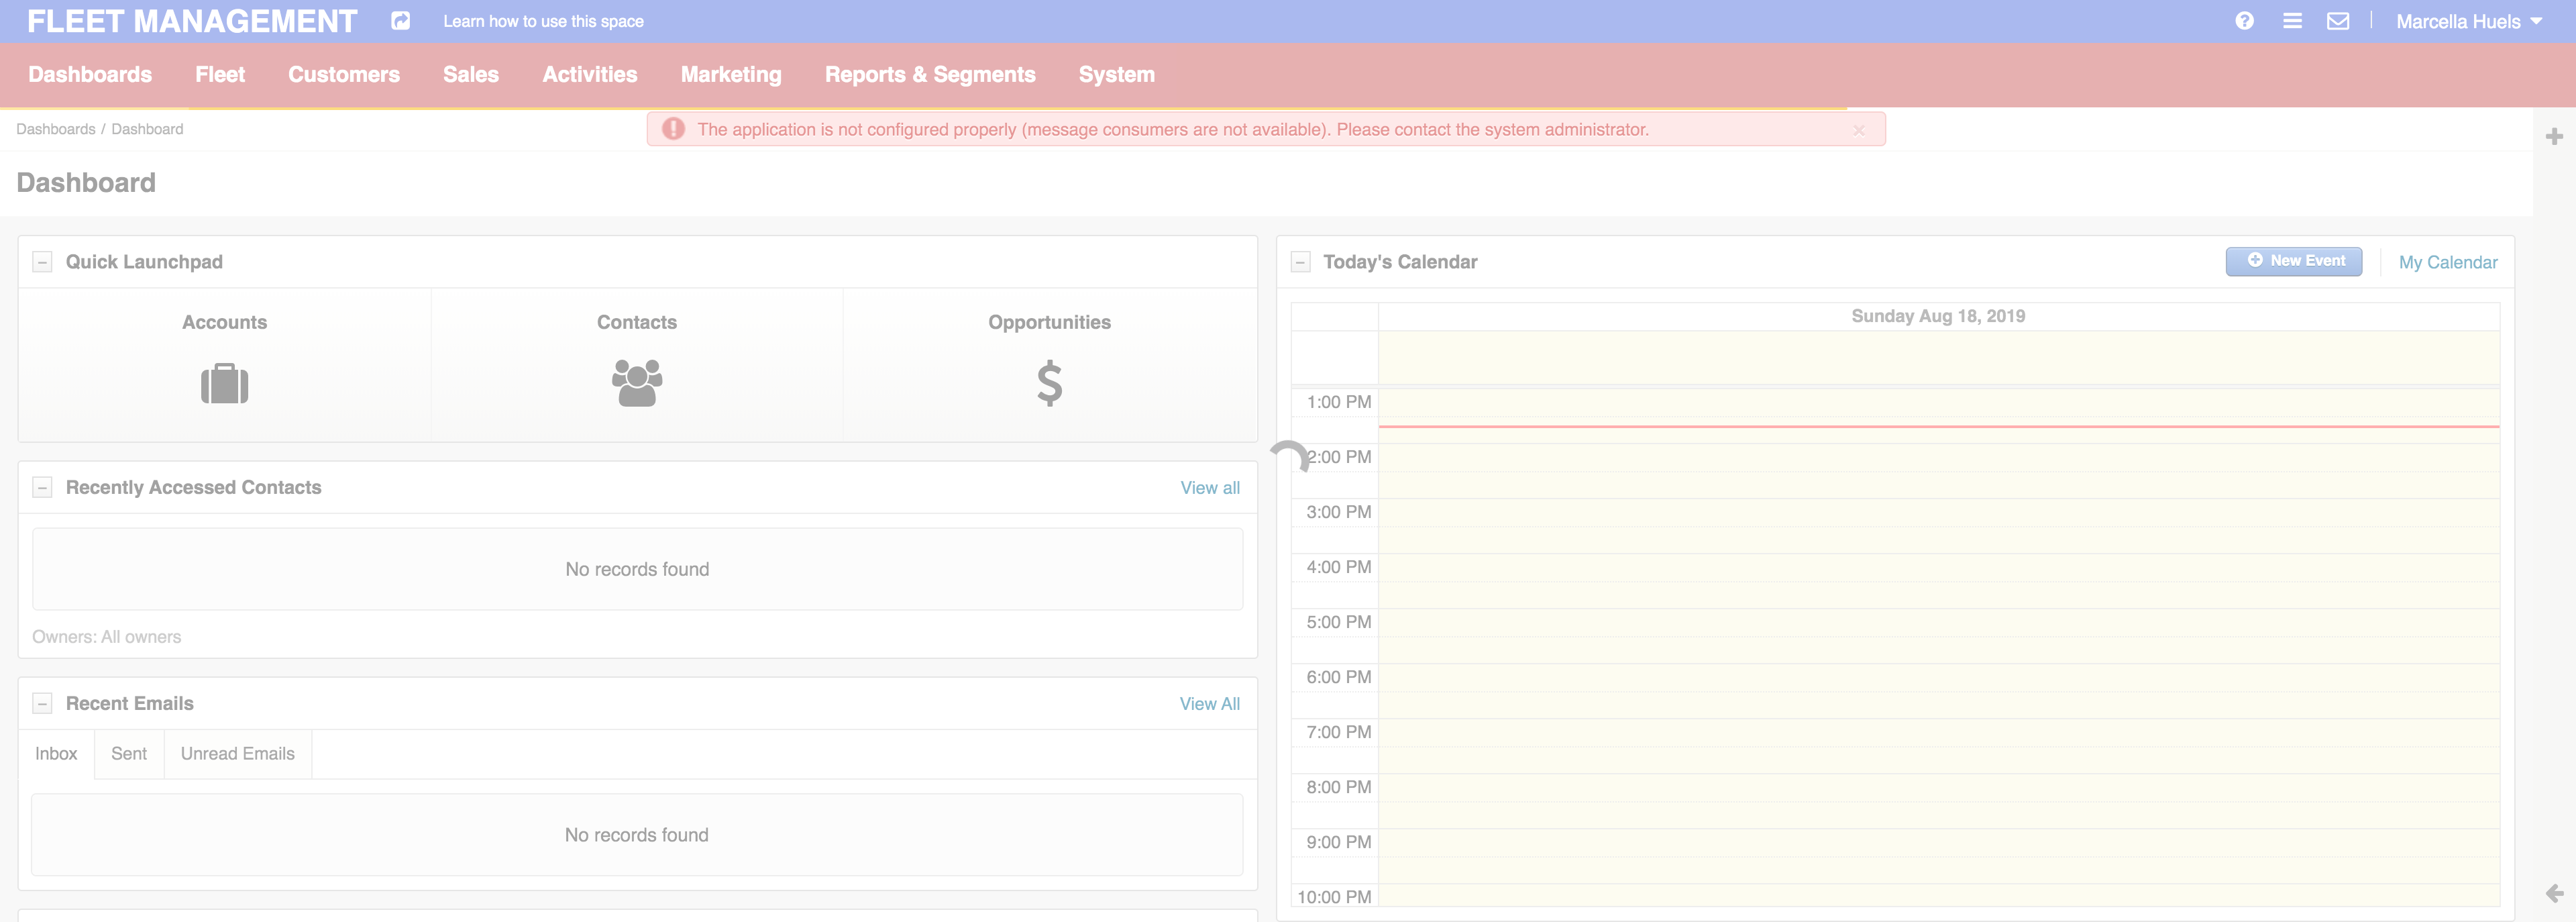 FLEET MANAGEMENT Learn how to use this space Marcella Huels
Dashboards Fleet Customers Sales Activities Marketing Reports & Segments System
Dashboards / Dashboard
The application is not configured properly (message consumers are not available). Please contact the system administrator. ×
Dashboard
Quick Launchpad
Accounts Contacts Opportunities
Recently Accessed Contacts View all
No records found
Owners: All owners
Recent Emails View All
Inbox Sent Unread Emails
No records found
Today's Calendar New Event My Calendar
Sunday Aug 18, 2019
1:00 PM
2:00 PM
3:00 PM
4:00 PM
5:00 PM
6:00 PM
7:00 PM
8:00 PM
9:00 PM
10:00 PM